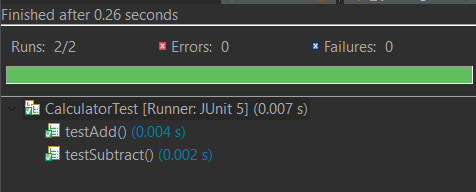 Finished after 0.26 seconds
Runs: 2/2 Errors: 0 Failures: 0
CalculatorTest [Runner: JUnit 5] (0.007 s)
testAdd() (0.004 s)
testSubtract() (0.002 s)